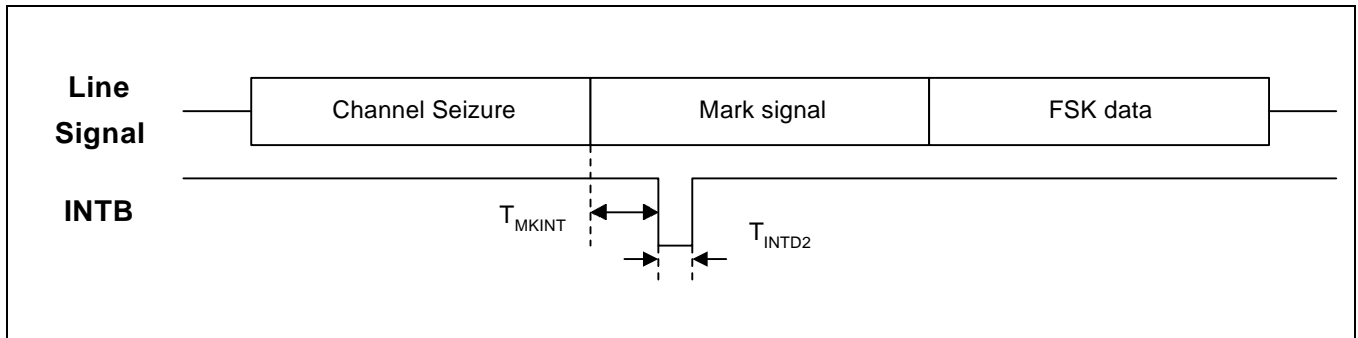 Line
Signal
Channel Seizure
Mark signal
FSK data
INTB
TMKINT
TINTD2